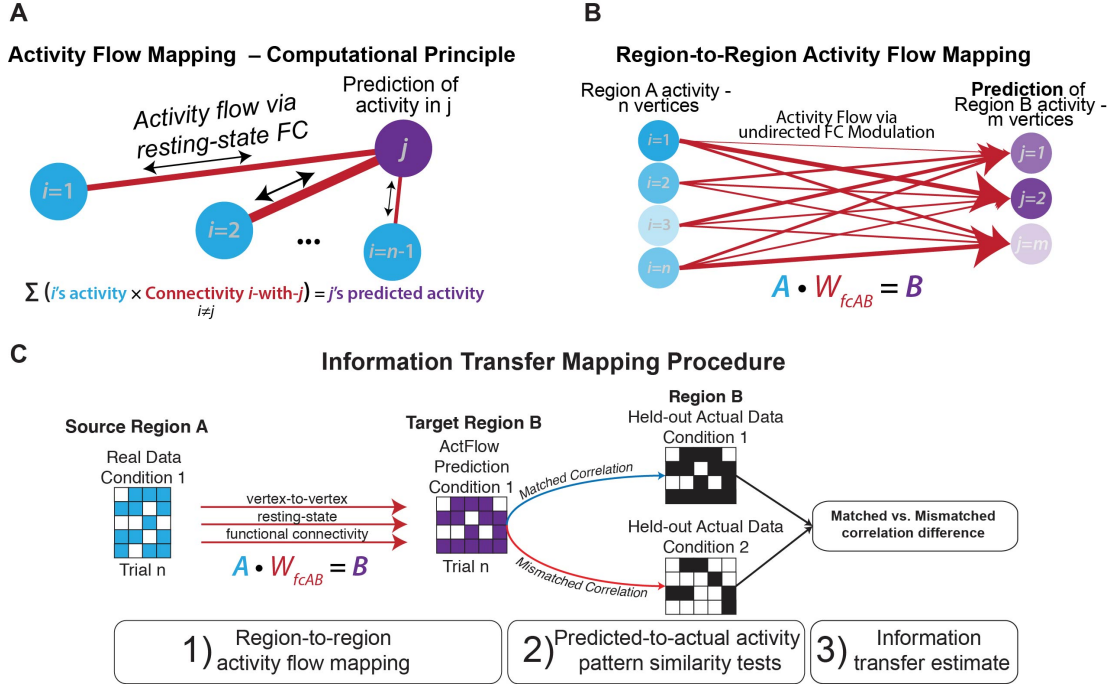 A
Activity Flow Mapping – Computational Principle
Prediction of
activity in j
Activity flow via
resting-state FC
j
i=1
i=2
...
i=n-1
∑ (i's activity × Connectivity i-with-j) = j's predicted activity
i≠j
B
Region-to-Region Activity Flow Mapping
Region A activity -
n vertices
Activity Flow via
undirected FC Modulation
Prediction of
Region B activity -
m vertices
i=1
i=2
i=3
i=n
j=1
j=2
j=m
A • WfcAB = B
C
Information Transfer Mapping Procedure
Source Region A
Real Data
Condition 1
Trial n
vertex-to-vertex
resting-state
functional connectivity
A • WfcAB = B
Target Region B
ActFlow
Prediction
Condition 1
Trial n
Matched Correlation
Mismatched Correlation
Region B
Held-out Actual Data
Condition 1
Held-out Actual Data
Condition 2
Matched vs. Mismatched
correlation difference
1) Region-to-region
activity flow mapping
2) Predicted-to-actual activity
pattern similarity tests
3) Information
transfer estimate